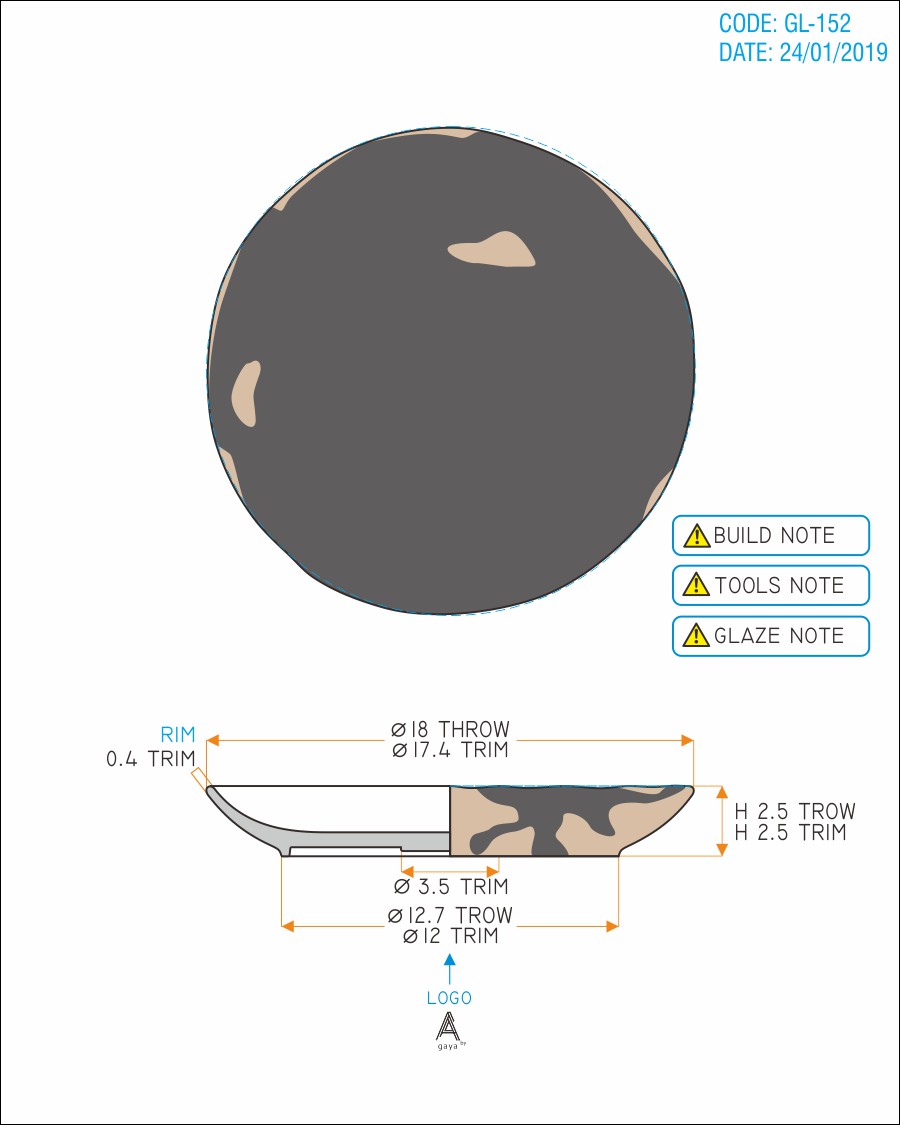 CODE: GL-152
DATE: 24/01/2019
BUILD NOTE
TOOLS NOTE
GLAZE NOTE
RIM
0.4 TRIM
Ø 18 THROW
Ø 17.4 TRIM
H 2.5 TROW
H 2.5 TRIM
Ø 3.5 TRIM
Ø 12.7 TROW
Ø 12 TRIM
LOGO
gaya by